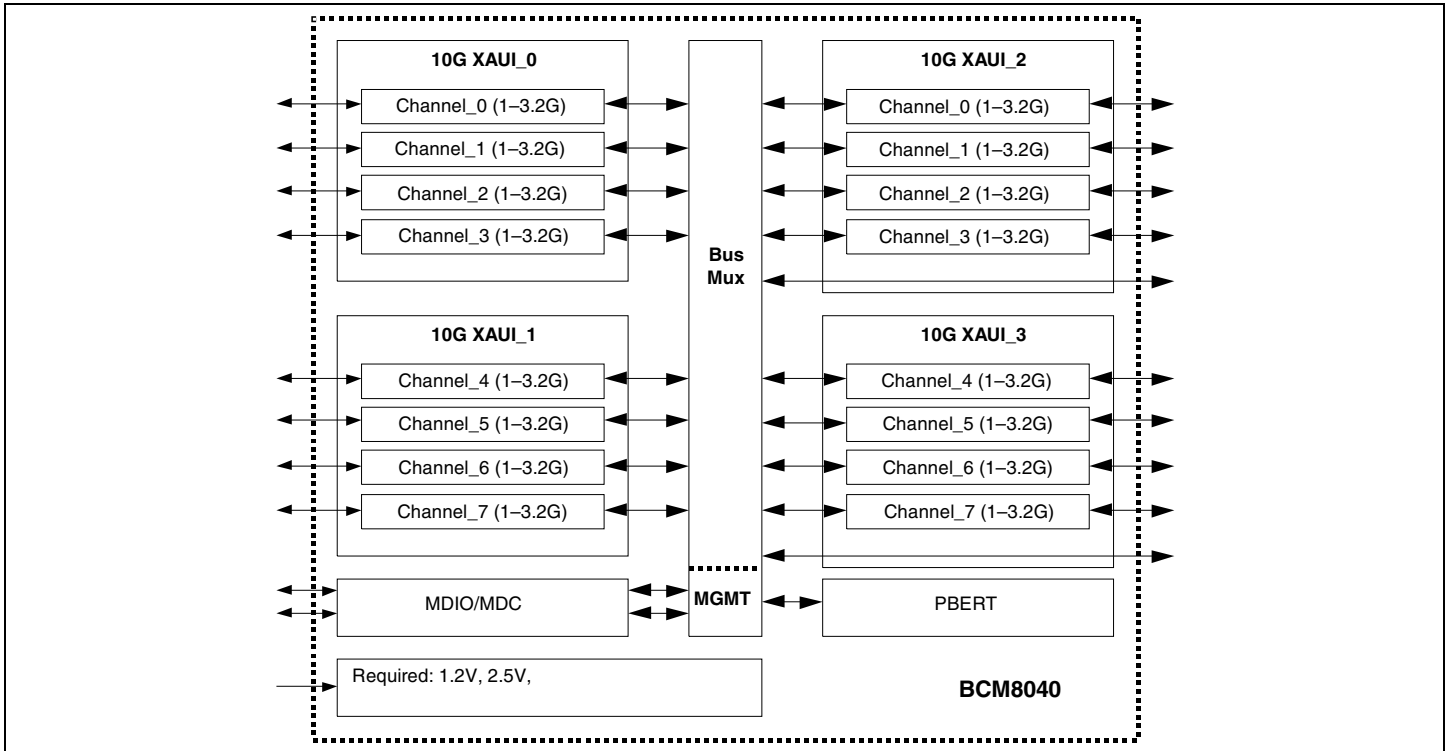 10G XAUI_0
Channel_0 (1–3.2G)
Channel_1 (1–3.2G)
Channel_2 (1–3.2G)
Channel_3 (1–3.2G)
10G XAUI_1
Channel_4 (1–3.2G)
Channel_5 (1–3.2G)
Channel_6 (1–3.2G)
Channel_7 (1–3.2G)
MDIO/MDC
Required: 1.2V, 2.5V,
Bus
Mux
MGMT
10G XAUI_2
Channel_0 (1–3.2G)
Channel_1 (1–3.2G)
Channel_2 (1–3.2G)
Channel_3 (1–3.2G)
10G XAUI_3
Channel_4 (1–3.2G)
Channel_5 (1–3.2G)
Channel_6 (1–3.2G)
Channel_7 (1–3.2G)
PBERT
BCM8040